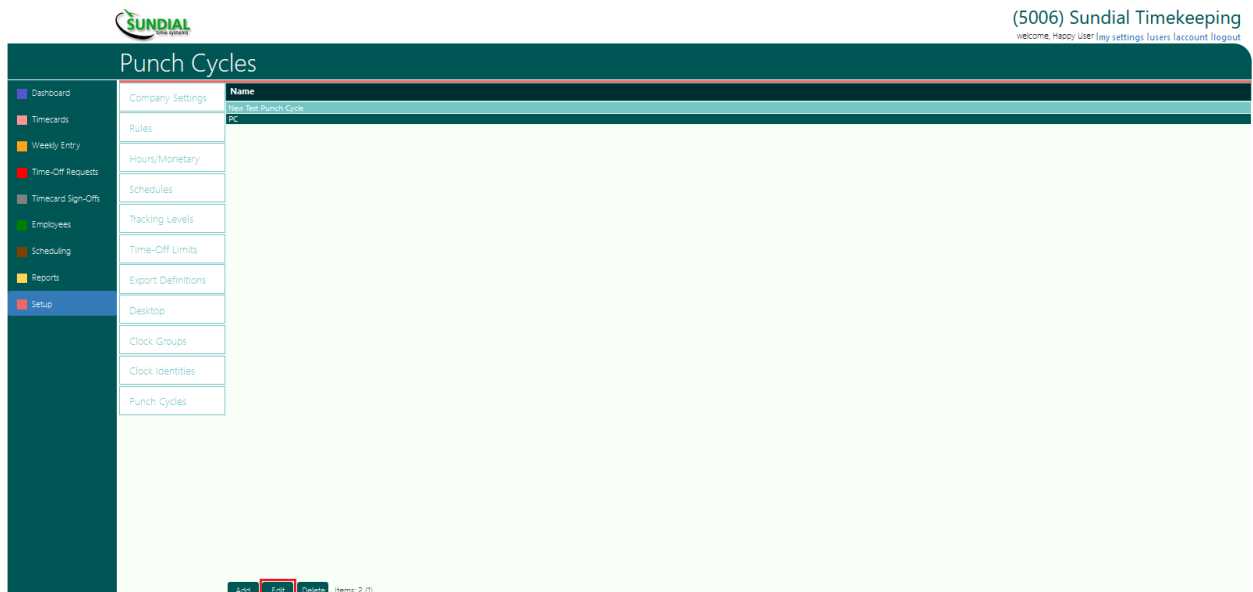 SUNDIAL
time systems
(5006) Sundial Timekeeping
welcome, Happy User |my settings |users |account |logout
Punch Cycles
Dashboard
Timecards
Weekly Entry
Time-Off Requests
Timecard Sign-Offs
Employees
Scheduling
Reports
Setup
Company Settings
Rules
Hours/Monetary
Schedules
Tracking Levels
Time-Off Limits
Export Definitions
Desktop
Clock Groups
Clock Identities
Punch Cycles
Name
New Test Punch Cycle
PC
Add Edit Delete Items: 2 (1)